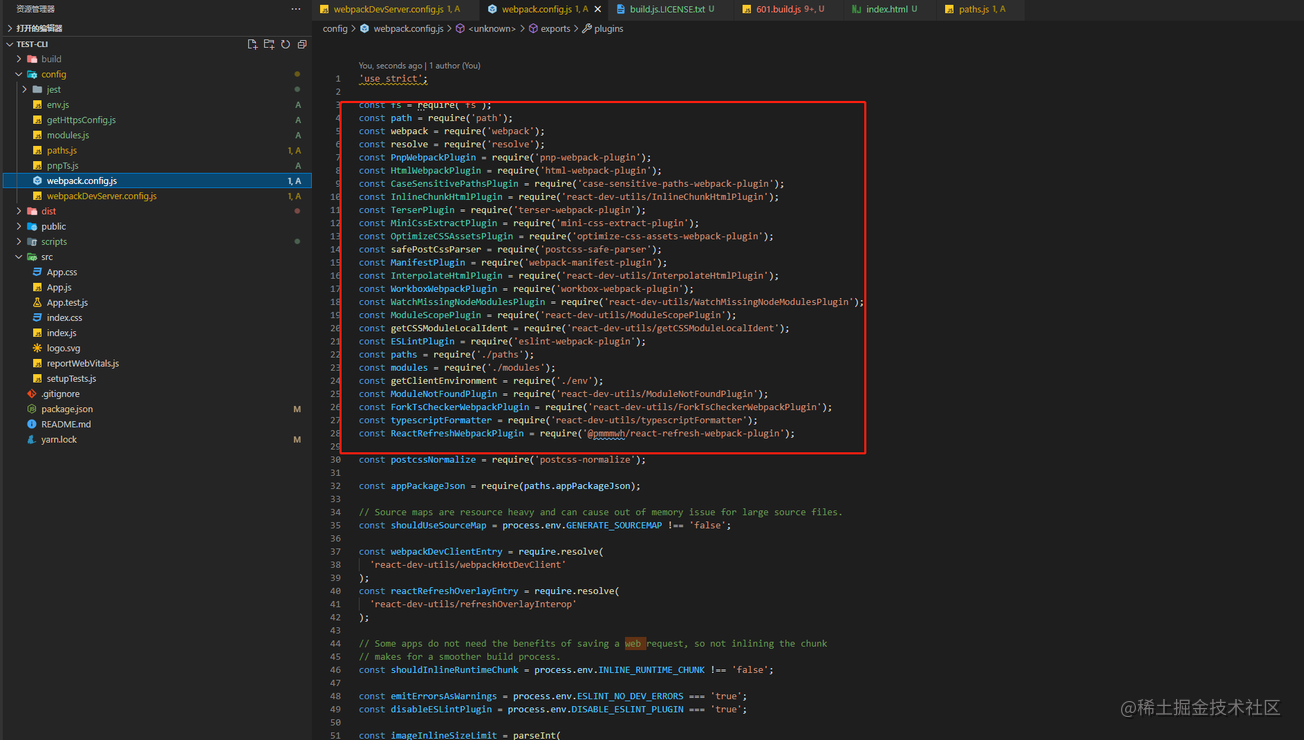 资源管理器
···
webpackDevServer.config.js 1, A
webpack.config.js 1, A
build.js.LICENSE.txt U
601.build.js 9+, U
index.html U
paths.js 1, A
打开的编辑器
config > webpack.config.js > <unknown> > exports > plugins
TEST-CLI
build
config
jest
env.js A
getHttpsConfig.js A
modules.js A
paths.js 1, A
pnpTs.js A
webpack.config.js 1, A
webpackDevServer.config.js 1, A
dist
public
scripts
src
App.css
App.js
App.test.js
index.css
index.js
logo.svg
reportWebVitals.js
setupTests.js
.gitignore
package.json M
README.md
yarn.lock M
You, seconds ago | 1 author (You)
1 'use strict';
2
3 const fs = require('fs');
4 const path = require('path');
5 const webpack = require('webpack');
6 const resolve = require('resolve');
7 const PnpWebpackPlugin = require('pnp-webpack-plugin');
8 const HtmlWebpackPlugin = require('html-webpack-plugin');
9 const CaseSensitivePathsPlugin = require('case-sensitive-paths-webpack-plugin');
10 const InlineChunkHtmlPlugin = require('react-dev-utils/InlineChunkHtmlPlugin');
11 const TerserPlugin = require('terser-webpack-plugin');
12 const MiniCssExtractPlugin = require('mini-css-extract-plugin');
13 const OptimizeCSSAssetsPlugin = require('optimize-css-assets-webpack-plugin');
14 const safePostCssParser = require('postcss-safe-parser');
15 const ManifestPlugin = require('webpack-manifest-plugin');
16 const InterpolateHtmlPlugin = require('react-dev-utils/InterpolateHtmlPlugin');
17 const WorkboxWebpackPlugin = require('workbox-webpack-plugin');
18 const WatchMissingNodeModulesPlugin = require('react-dev-utils/WatchMissingNodeModulesPlugin');
19 const ModuleScopePlugin = require('react-dev-utils/ModuleScopePlugin');
20 const getCSSModuleLocalIdent = require('react-dev-utils/getCSSModuleLocalIdent');
21 const ESLintPlugin = require('eslint-webpack-plugin');
22 const paths = require('./paths');
23 const modules = require('./modules');
24 const getClientEnvironment = require('./env');
25 const ModuleNotFoundPlugin = require('react-dev-utils/ModuleNotFoundPlugin');
26 const ForkTsCheckerWebpackPlugin = require('react-dev-utils/ForkTsCheckerWebpackPlugin');
27 const typescriptFormatter = require('react-dev-utils/typescriptFormatter');
28 const ReactRefreshWebpackPlugin = require('@pmmmwh/react-refresh-webpack-plugin');
29
30 const postcssNormalize = require('postcss-normalize');
31
32 const appPackageJson = require(paths.appPackageJson);
33
34 // Source maps are resource heavy and can cause out of memory issue for large source files.
35 const shouldUseSourceMap = process.env.GENERATE_SOURCEMAP !== 'false';
36
37 const webpackDevClientEntry = require.resolve(
38 'react-dev-utils/webpackHotDevClient'
39 );
40 const reactRefreshOverlayEntry = require.resolve(
41 'react-dev-utils/refreshOverlayInterop'
42 );
43
44 // Some apps do not need the benefits of saving a web request, so not inlining the chunk
45 // makes for a smoother build process.
46 const shouldInlineRuntimeChunk = process.env.INLINE_RUNTIME_CHUNK !== 'false';
47
48 const emitErrorsAsWarnings = process.env.ESLINT_NO_DEV_ERRORS === 'true';
49 const disableESLintPlugin = process.env.DISABLE_ESLINT_PLUGIN === 'true';
50
51 const imageInlineSizeLimit = parseInt(
@稀土掘金技术社区